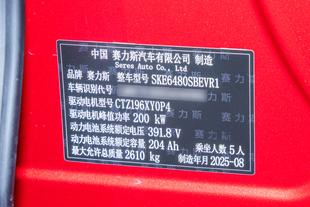 中国 赛力斯汽车有限公司 制造
Seres Auto Co., Ltd
品牌 赛力斯 整车型号 SKE6480SBEVR1
车辆识别代号
驱动电机型号 CTZ196XY0P4
驱动电机峰值功率 200 kW
动力电池系统额定电压 391.8 V
动力电池系统额定容量 204 Ah 乘坐人数 5人
最大允许总质量 2610 kg 制造年月 2025-08